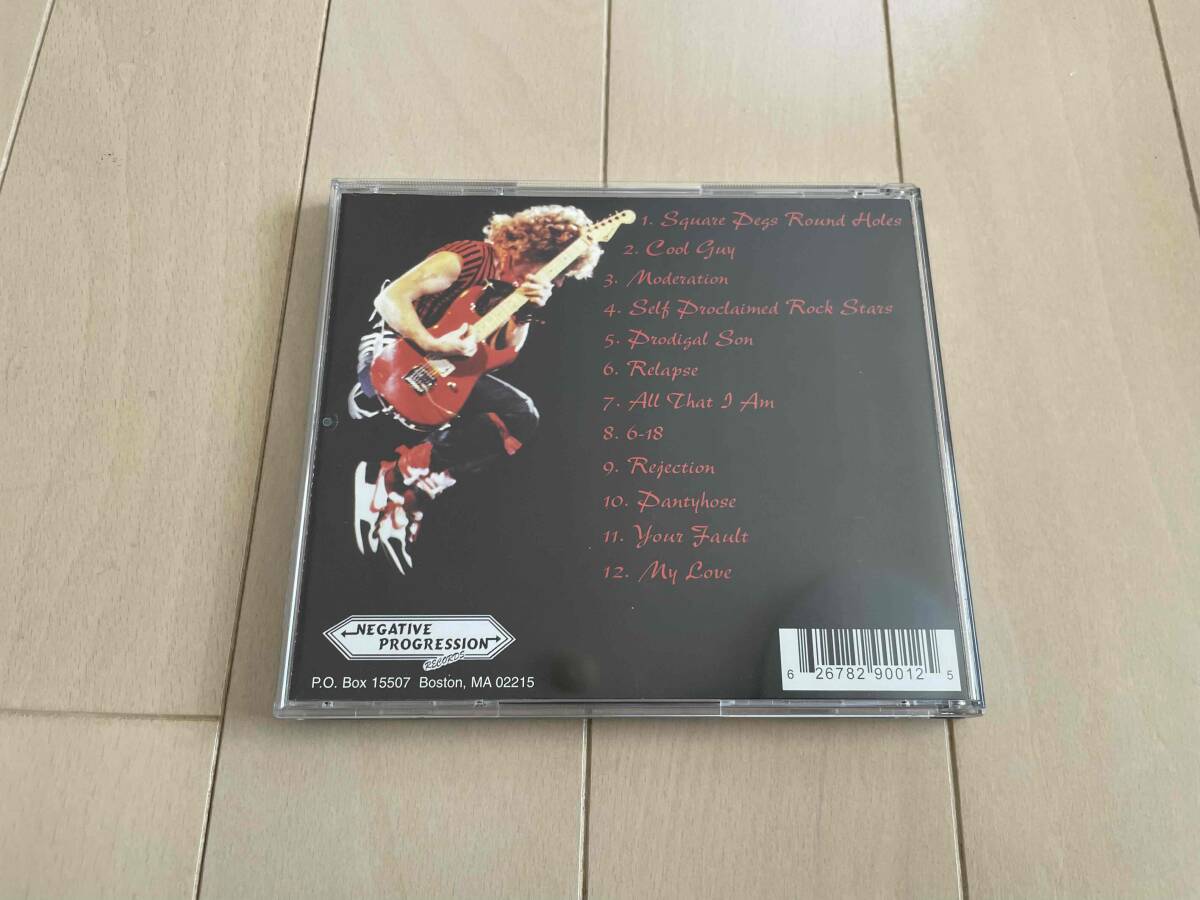 1. Square Pegs Round Holes
2. Cool Guy
3. Moderation
4. Self Proclaimed Rock Stars
5. Prodigal Son
6. Relapse
7. All That I Am
8. 6-18
9. Rejection
10. Pantyhose
11. Your Fault
12. My Love
NEGATIVE
PROGRESSION
RECORDS
P.O. Box 15507 Boston, MA 02215
6 26782 90012 5